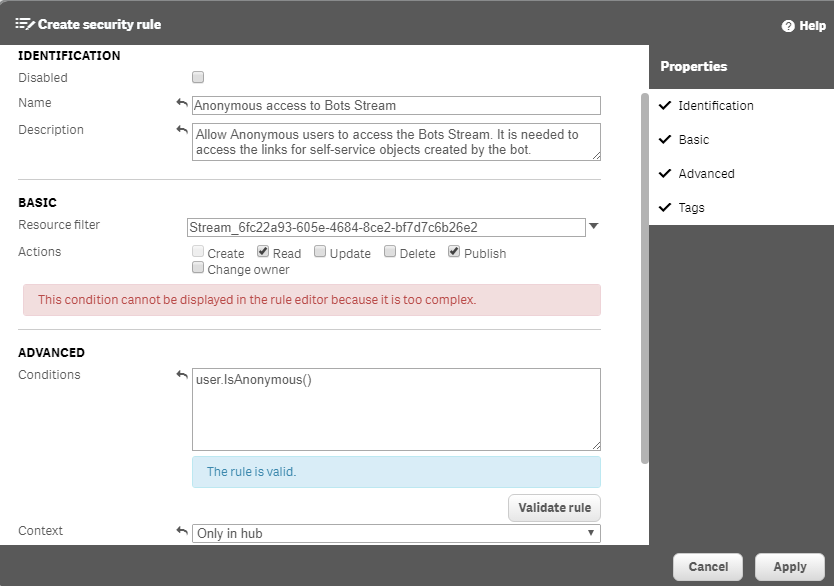 Create security rule
Help
IDENTIFICATION
Disabled
Name
Anonymous access to Bots Stream
Description
Allow Anonymous users to access the Bots Stream. It is needed to
access the links for self-service objects created by the bot.
BASIC
Resource filter
Stream_6fc22a93-605e-4684-8ce2-bf7d7c6b26e2
Actions
Create Read Update Delete Publish
Change owner
This condition cannot be displayed in the rule editor because it is too complex.
ADVANCED
Conditions
user.IsAnonymous()
The rule is valid.
Validate rule
Context
Only in hub
Properties
Identification
Basic
Advanced
Tags
Cancel
Apply